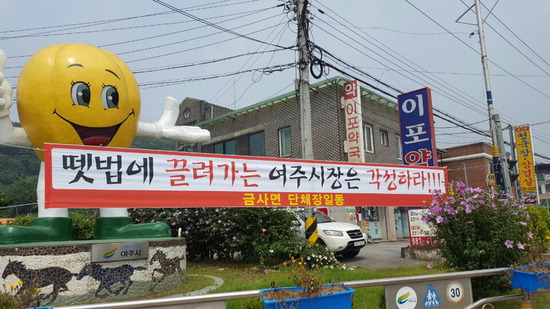 떗법에 끌려가는 여주시장은 각성하라!!!
금사면 단체장일동
이포약국
이포약
여주시
30